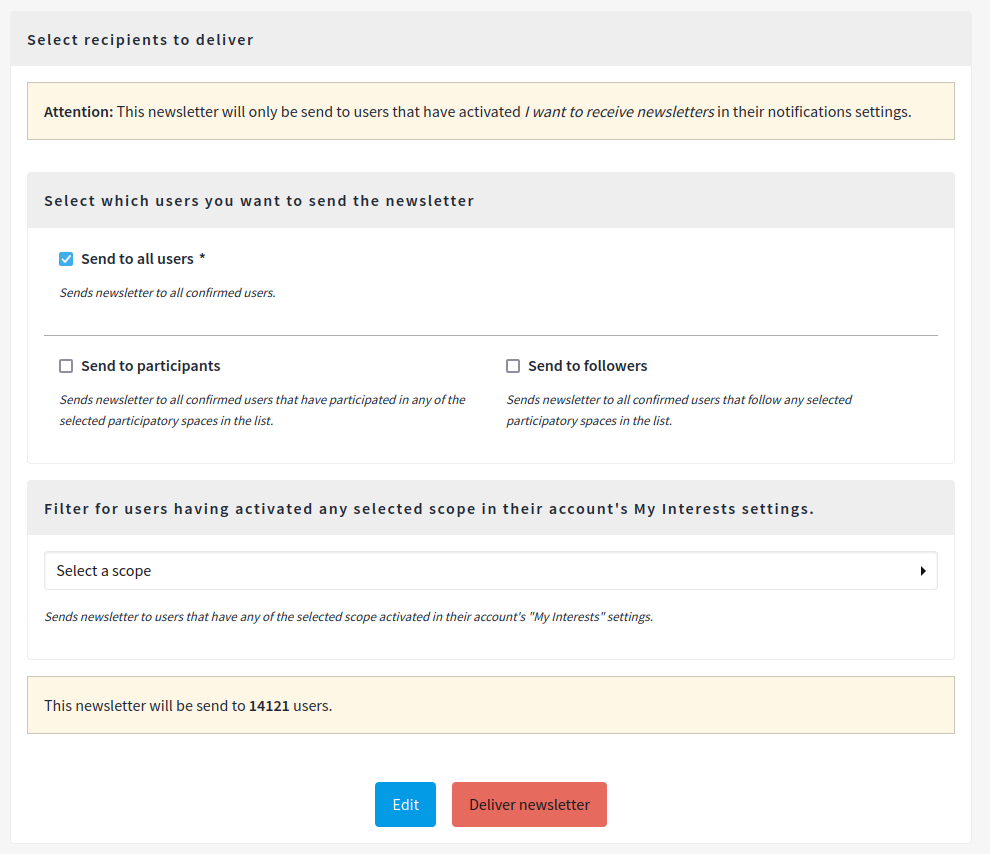 Select recipients to deliver
Attention: This newsletter will only be send to users that have activated I want to receive newsletters in their notifications settings.
Select which users you want to send the newsletter
Send to all users *
Sends newsletter to all confirmed users.
Send to participants
Sends newsletter to all confirmed users that have participated in any of the
selected participatory spaces in the list.
Send to followers
Sends newsletter to all confirmed users that follow any selected
participatory spaces in the list.
Filter for users having activated any selected scope in their account's My Interests settings.
Select a scope
Sends newsletter to users that have any of the selected scope activated in their account's "My Interests" settings.
This newsletter will be send to 14121 users.
Edit
Deliver newsletter